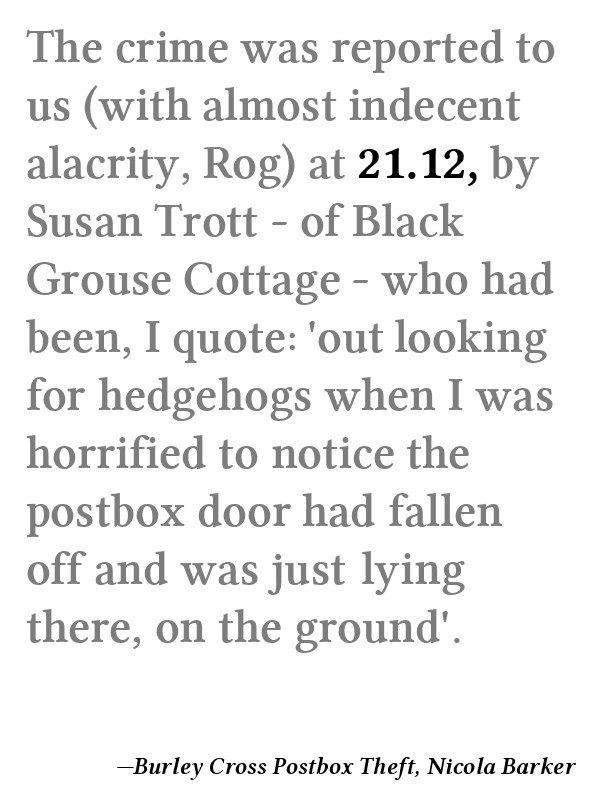 The crime was reported to
us (with almost indecent
alacrity, Rog) at 21.12, by
Susan Trott - of Black
Grouse Cottage - who had
been, I quote: 'out looking
for hedgehogs when I was
horrified to notice the
postbox door had fallen
off and was just lying
there, on the ground'.
—Burley Cross Postbox Theft, Nicola Barker